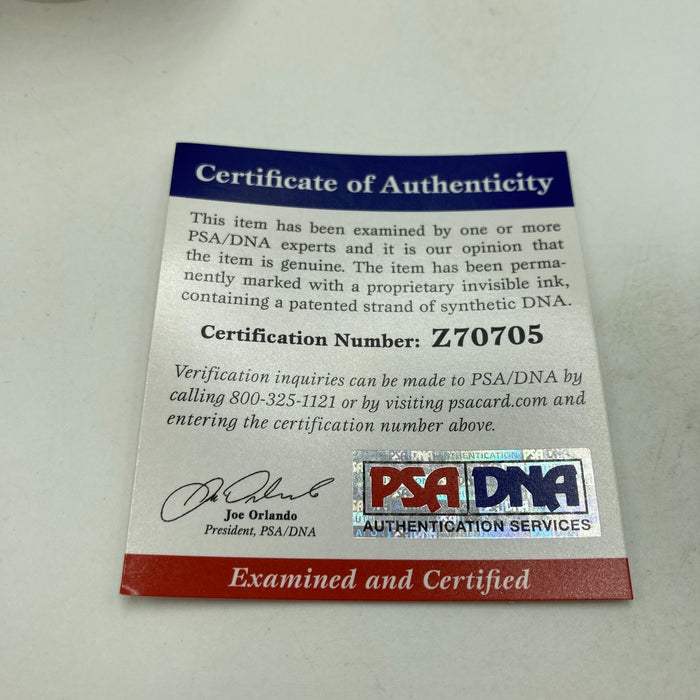 Certificate of Authenticity
This item has been examined by one or more
PSA/DNA experts and it is our opinion that
the item is genuine. The item has been perma-
nently marked with a proprietary invisible ink,
containing a patented strand of synthetic DNA.
Certification Number: Z70705
Verification inquiries can be made to PSA/DNA by
calling 800-325-1121 or by visiting psacard.com and
entering the certification number above.
Joe Orlando
President, PSA/DNA
PSA DNA
AUTHENTICATION SERVICES
Examined and Certified